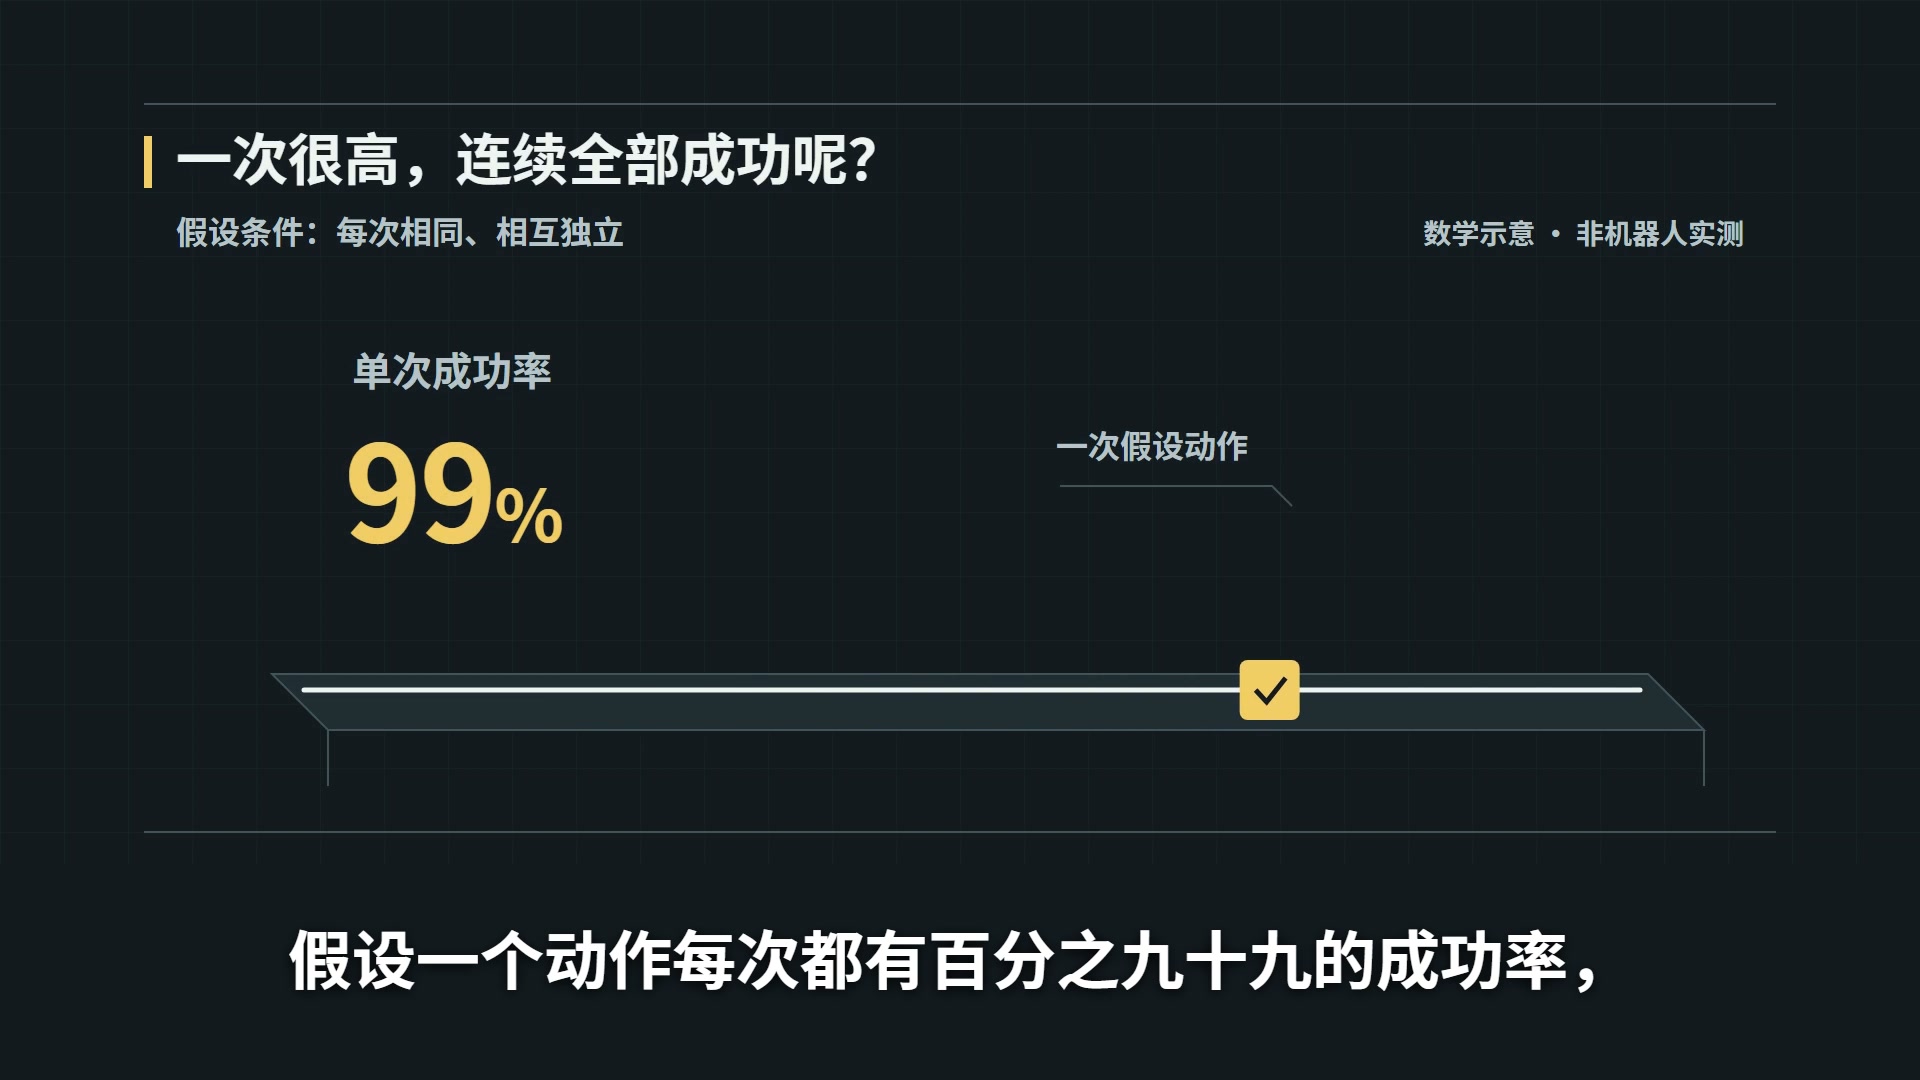 一次很高，连续全部成功呢？
假设条件：每次相同、相互独立
数学示意 · 非机器人实测
单次成功率
99%
一次假设动作
假设一个动作每次都有百分之九十九的成功率，